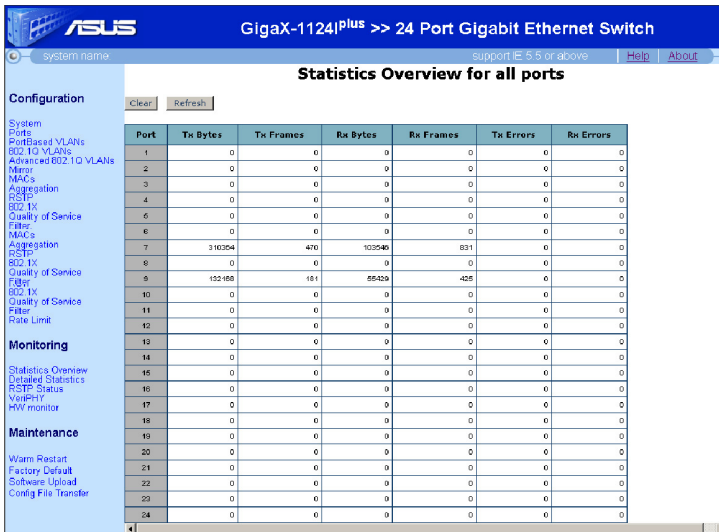 ASUS
GigaX-1124i plus >> 24 Port Gigabit Ethernet Switch
system name
support IE 5.5 or above
Help
About
Statistics Overview for all ports
Clear
Refresh
Configuration
System
Ports
PortBased VLANs
802.1Q VLANs
Advanced 802.1Q VLANs
Mirror
MACs
Aggregation
RSTP
802.1X
Quality of Service
Filter
MACs
Aggregation
RSTP
802.1X
Quality of Service
Filter
802.1X
Quality of Service
Filter
Rate Limit
Monitoring
Statistics Overview
Detailed Statistics
RSTP Status
VeriPHY
HW monitor
Maintenance
Warm Restart
Factory Default
Software Upload
Config File Transfer
Port Tx Bytes Tx Frames Rx Bytes Rx Frames Tx Errors Rx Errors
1 0 0 0 0 0 0
2 0 0 0 0 0 0
3 0 0 0 0 0 0
4 0 0 0 0 0 0
5 0 0 0 0 0 0
6 0 0 0 0 0 0
7 310364 470 103546 831 0 0
8 0 0 0 0 0 0
9 132168 181 55429 425 0 0
10 0 0 0 0 0 0
11 0 0 0 0 0 0
12 0 0 0 0 0 0
13 0 0 0 0 0 0
14 0 0 0 0 0 0
15 0 0 0 0 0 0
16 0 0 0 0 0 0
17 0 0 0 0 0 0
18 0 0 0 0 0 0
19 0 0 0 0 0 0
20 0 0 0 0 0 0
21 0 0 0 0 0 0
22 0 0 0 0 0 0
23 0 0 0 0 0 0
24 0 0 0 0 0 0